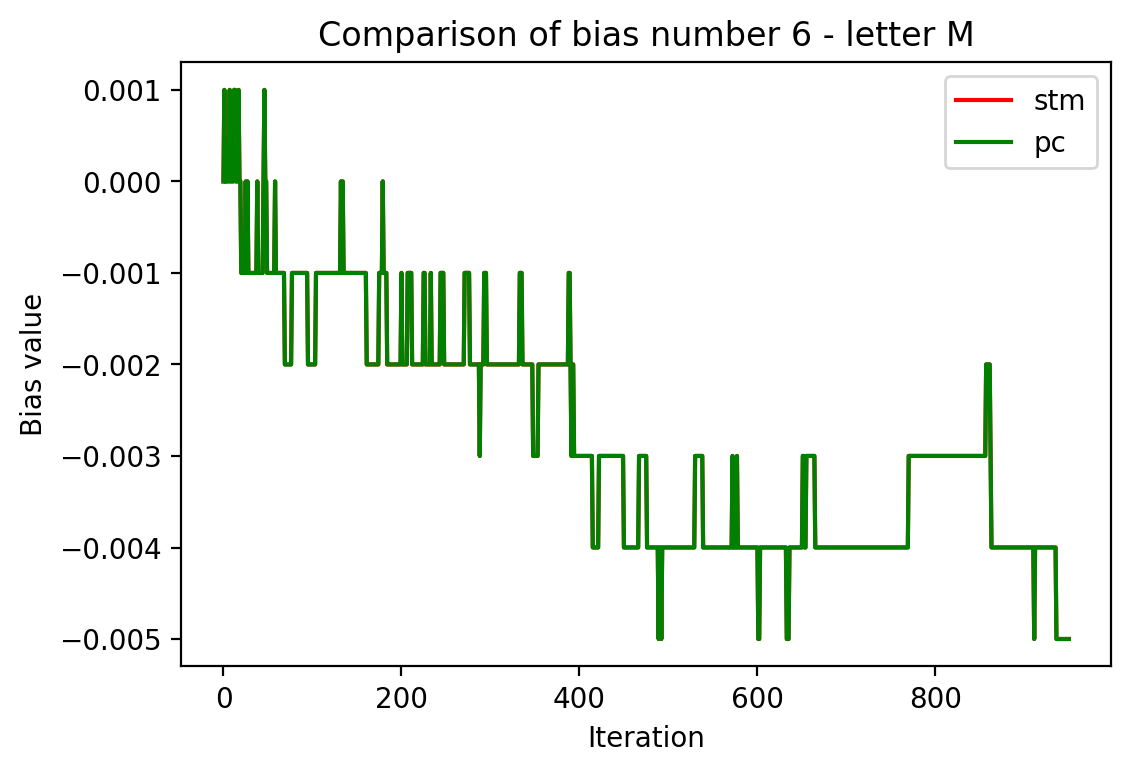 Comparison of bias number 6 - letter M
stm
pc
0.001
0.000
−0.001
−0.002
−0.003
−0.004
−0.005
Bias value
0 200 400 600 800
Iteration